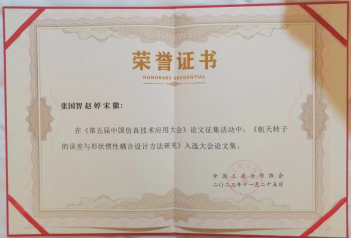 荣誉证书
HONORARY CREDENTIAL
张国智 赵婷 宋徽:
在《第五届中国仿真技术应用大会》论文征集活动中,《航天转子
的误差与形状惯性耦合设计方法研究》入选大会论文集。
中国工业合作协会
二〇二三年十一月二十五日